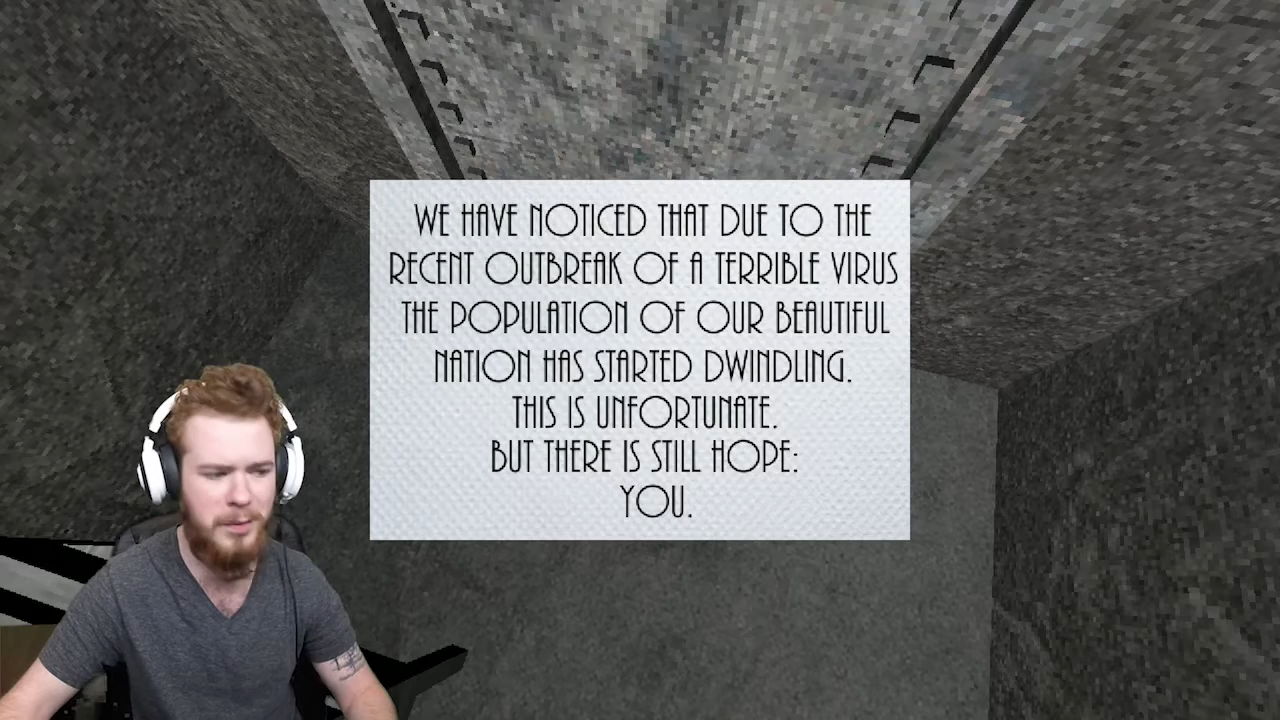 WE HAVE NOTICED THAT DUE TO THE
RECENT OUTBREAK OF A TERRIBLE VIRUS
THE POPULATION OF OUR BEAUTIFUL
NATION HAS STARTED DWINDLING.
THIS IS UNFORTUNATE.
BUT THERE IS STILL HOPE:
YOU.